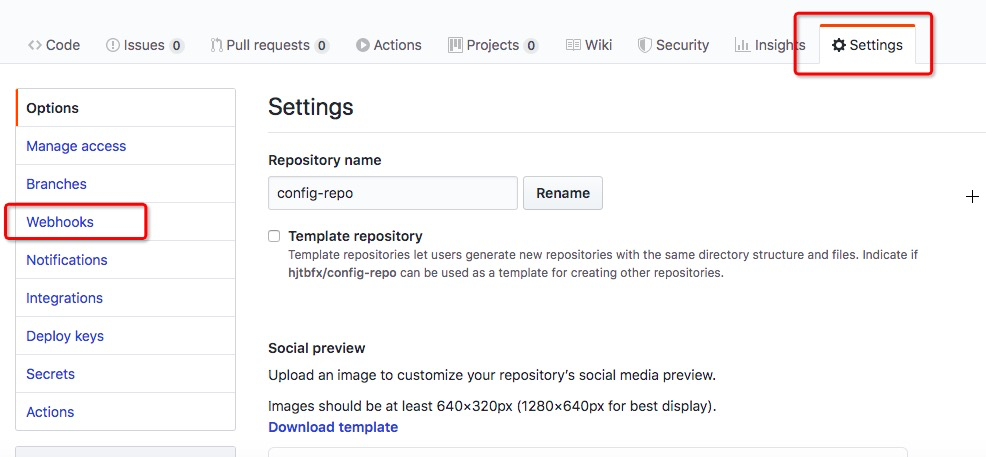 Code Issues 0 Pull requests 0 Actions Projects 0 Wiki Security Insights Settings
Options
Manage access
Branches
Webhooks
Notifications
Integrations
Deploy keys
Secrets
Actions
Settings
Repository name
config-repo Rename
Template repository
Template repositories let users generate new repositories with the same directory structure and files. Indicate if
hjtbfx/config-repo can be used as a template for creating other repositories.
Social preview
Upload an image to customize your repository's social media preview.
Images should be at least 640×320px (1280×640px for best display).
Download template